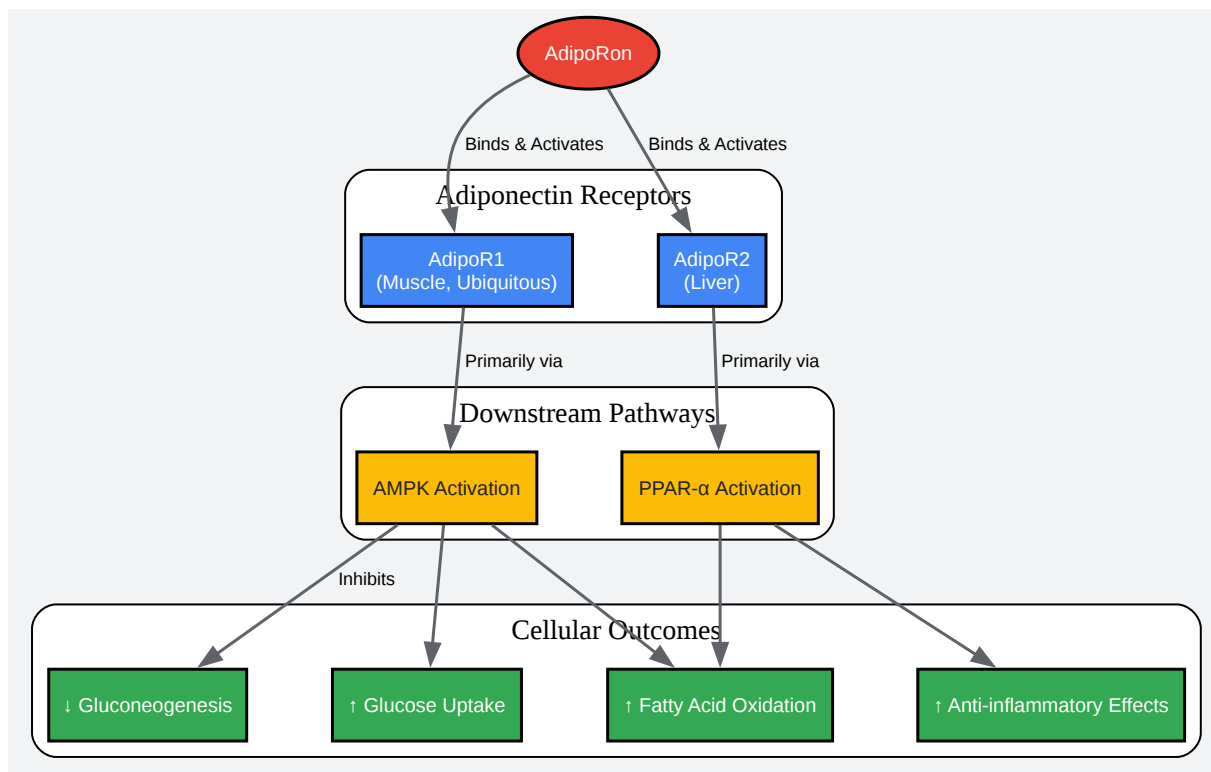 AdipoRon
Binds & Activates
Binds & Activates
Adiponectin Receptors
AdipoR1
(Muscle, Ubiquitous)
AdipoR2
(Liver)
Primarily via
Primarily via
Downstream Pathways
AMPK Activation
PPAR-α Activation
Inhibits
Cellular Outcomes
↓ Gluconeogenesis
↑ Glucose Uptake
↑ Fatty Acid Oxidation
↑ Anti-inflammatory Effects